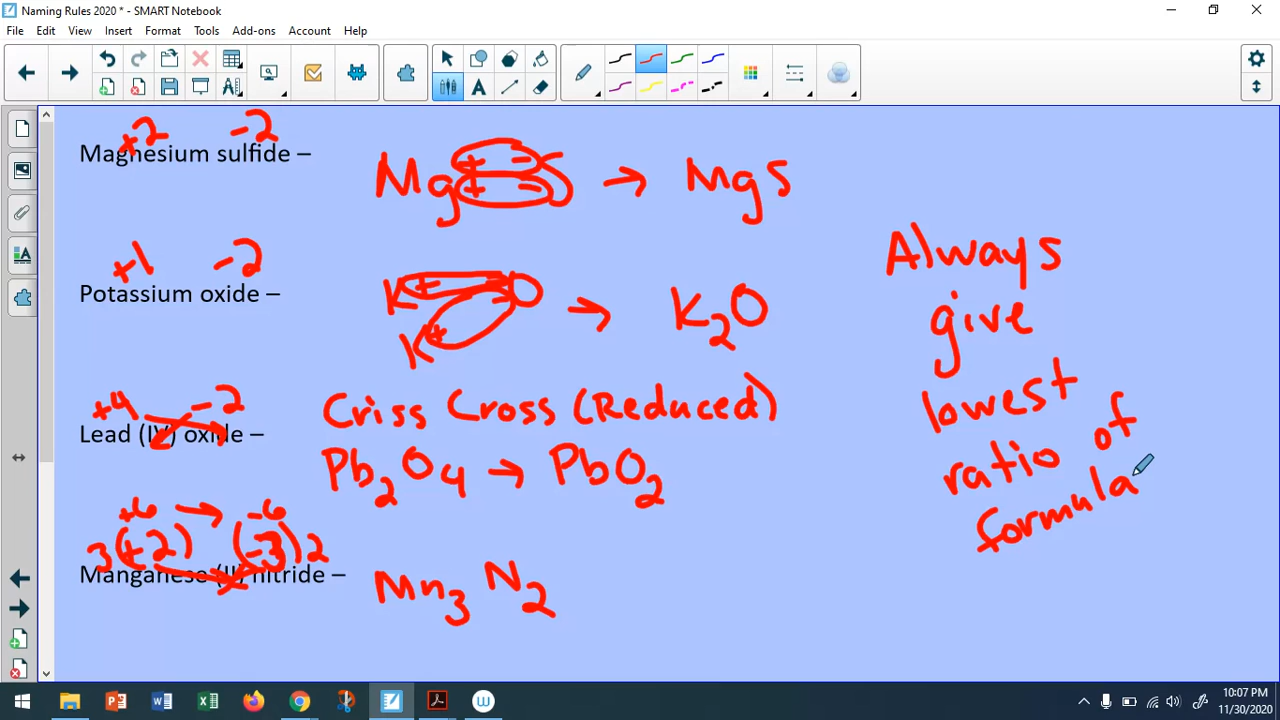 Naming Rules 2020 * - SMART Notebook
File Edit View Insert Format Tools Add-ons Account Help
+2 -2
Magnesium sulfide – Mg + - + - S → MgS
+1 -2
Potassium oxide – K+ K+ - - O → K2O
Always
give
lowest
ratio of
formula
+4 -2
Lead (IV) oxide – Criss Cross (Reduced)
Pb2O4 → PbO2
+6 → -6
3(+2) (-3)2
Manganese (II) nitride – Mn3 N2
10:07 PM
11/30/2020